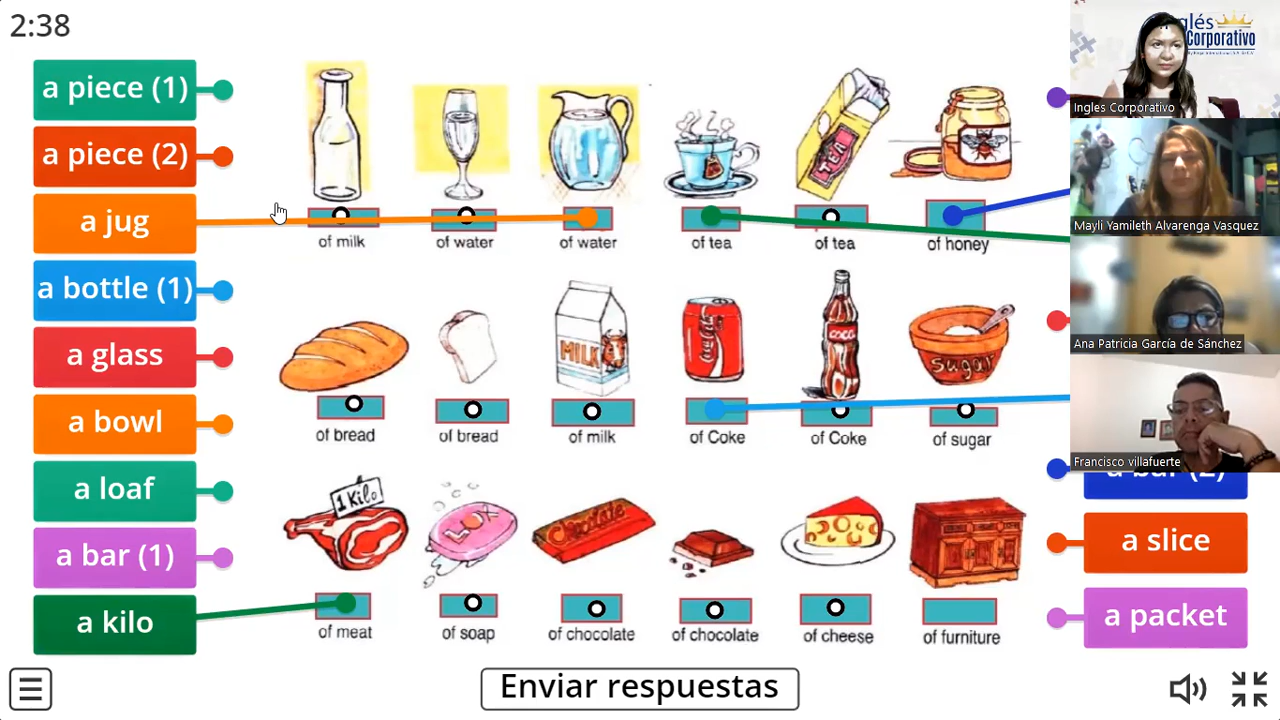 2:38
a piece (1)
a piece (2)
a jug
a bottle (1)
a glass
a bowl
a loaf
a bar (1)
a kilo
TEA
of milk
of water
of water
of tea
of tea
of honey
MILK
COCC
sugar
of bread
of bread
of milk
of Coke
of Coke
of sugar
1 Kilo
LUX
Chocolate
of meat
of soap
of chocolate
of chocolate
of cheese
of furniture
a bar (2)
a slice
a packet
Enviar respuestas
Inglés
Corporativo
Ingles Corporativo
Mayli Yamileth Alvarenga Vasquez
Ana Patricia García de Sánchez
Francisco villafuerte